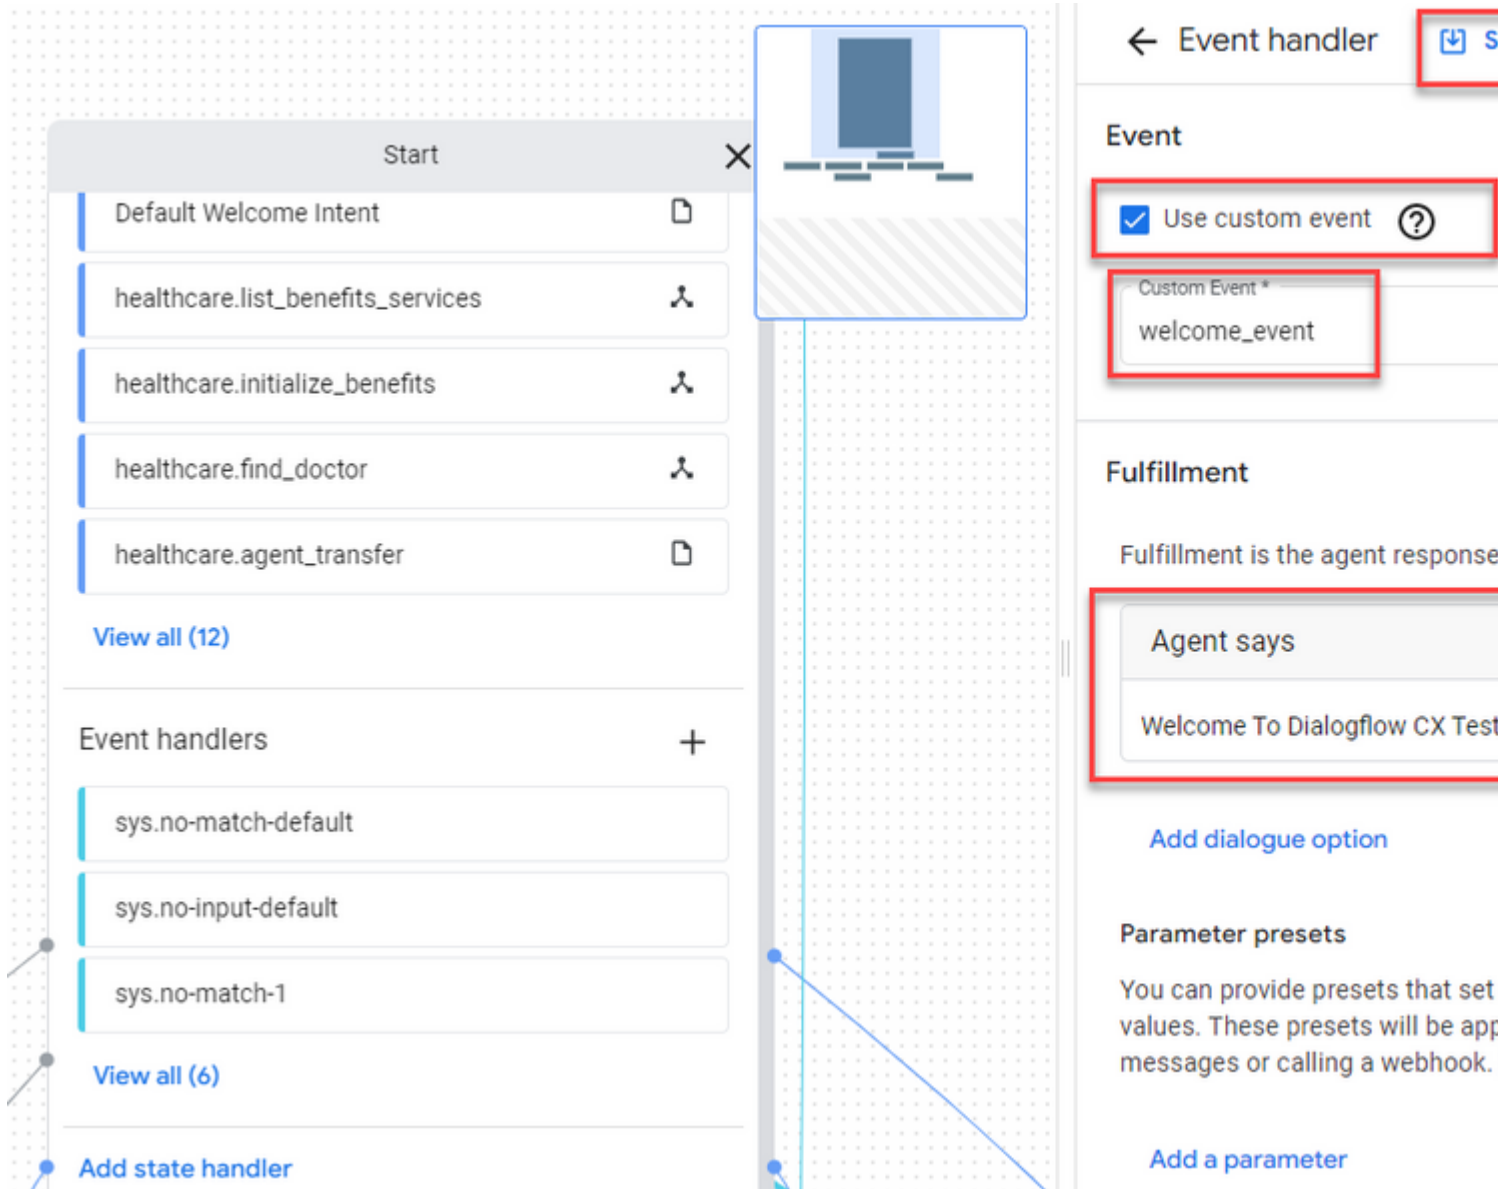 Start
Default Welcome Intent
healthcare.list_benefits_services
healthcare.initialize_benefits
healthcare.find_doctor
healthcare.agent_transfer
View all (12)
Event handlers
sys.no-match-default
sys.no-input-default
sys.no-match-1
View all (6)
Add state handler
Event handler
S
Event
Use custom event
Custom Event *
welcome_event
Fulfillment
Fulfillment is the agent response
Agent says
Welcome To Dialogflow CX Test
Add dialogue option
Parameter presets
You can provide presets that set
values. These presets will be app
messages or calling a webhook.
Add a parameter